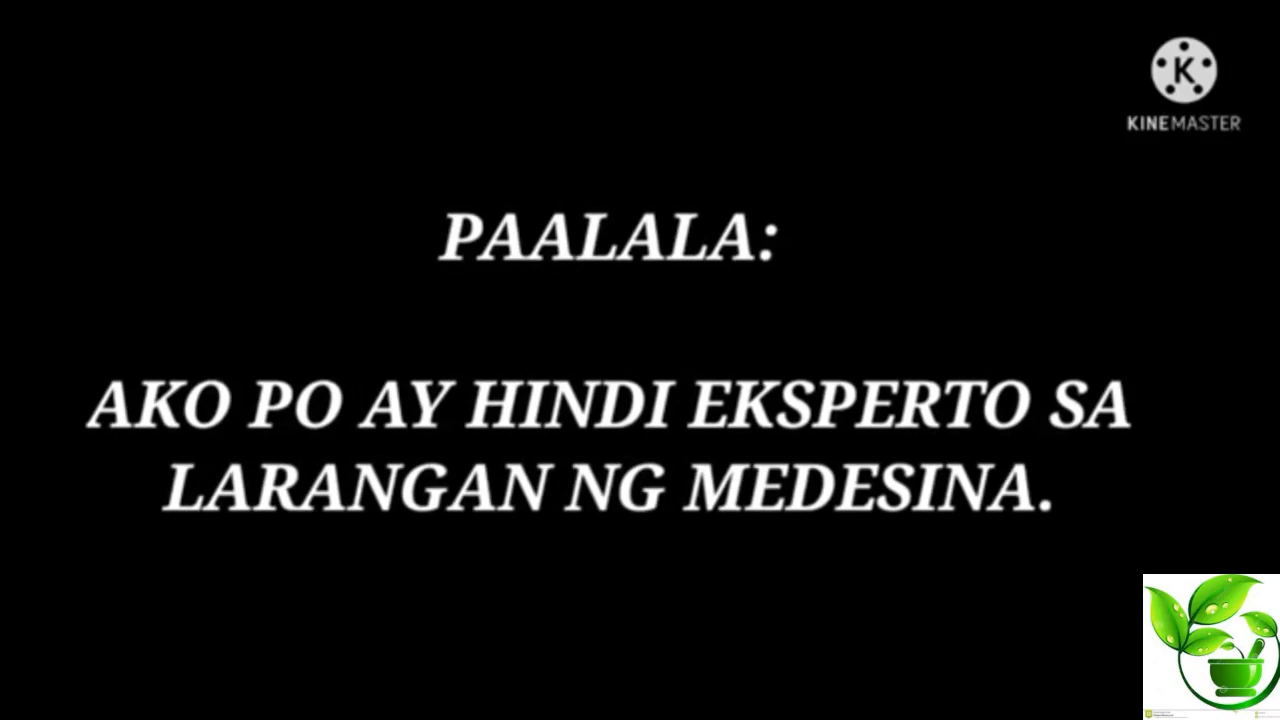 K
KINEMASTER
PAALALA:
AKO PO AY HINDI EKSPERTO SA
LARANGAN NG MEDESINA.